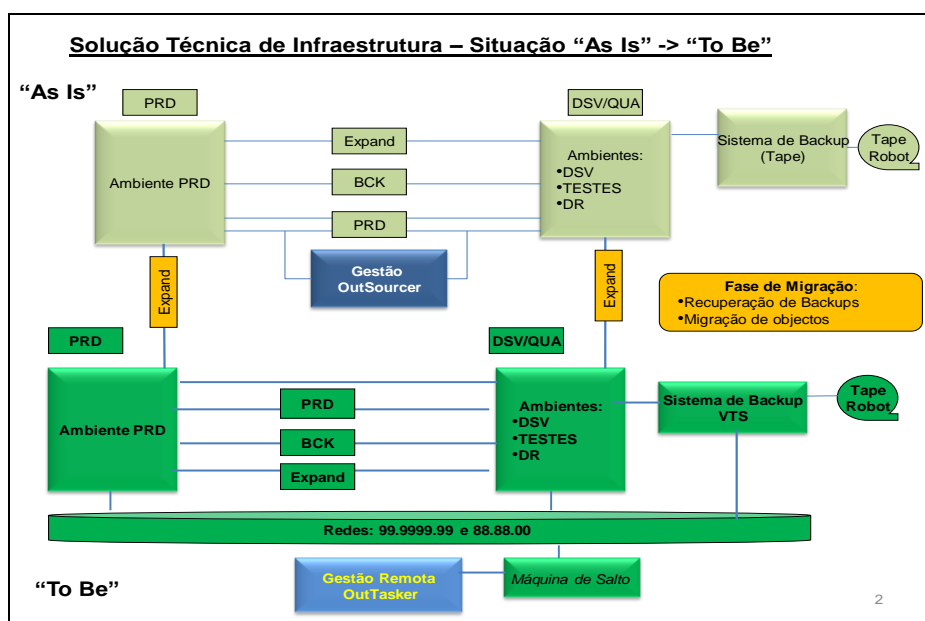 Solução Técnica de Infraestrutura – Situação “As Is” -> “To Be”
“As Is”
PRD
DSV/QUA
Ambiente PRD
Expand
BCK
PRD
Ambientes:
•DSV
•TESTES
•DR
Sistema de Backup
(Tape)
Tape
Robot
Gestão
OutSourcer
Expand
Expand
Fase de Migração:
•Recuperação de Backups
•Migração de objectos
PRD
DSV/QUA
Ambiente PRD
PRD
BCK
Expand
Ambientes:
•DSV
•TESTES
•DR
Sistema de Backup
VTS
Tape
Robot
Redes: 99.9999.99 e 88.88.00
Gestão Remota
OutTasker
Máquina de Salto
“To Be”
2